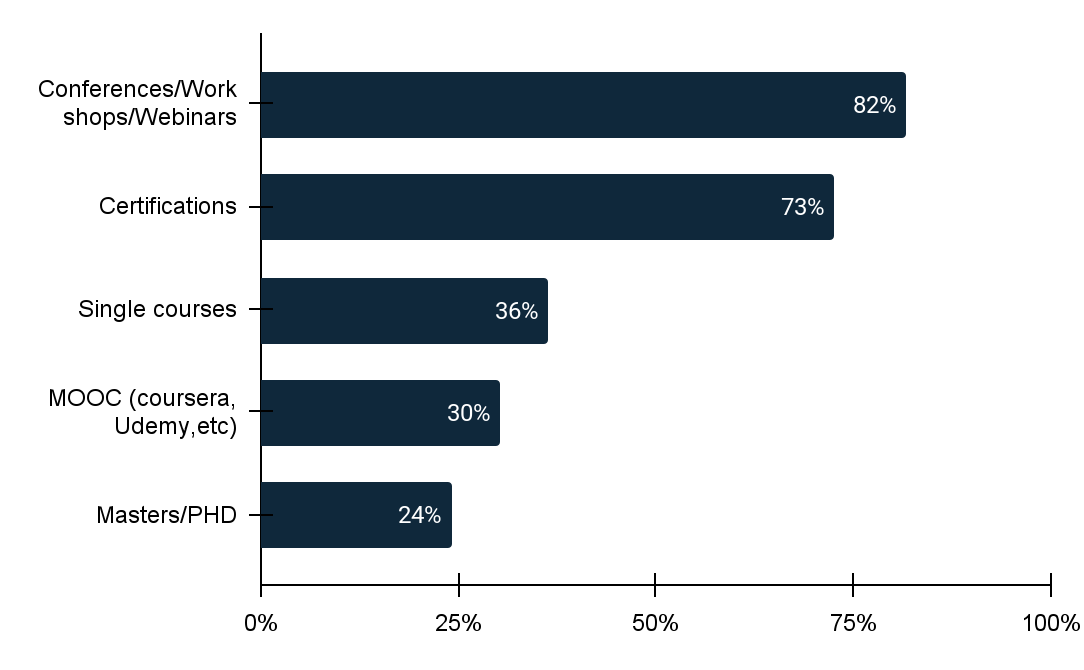 Conferences/Work
shops/Webinars
82%
Certifications
73%
Single courses
36%
MOOC (coursera,
Udemy,etc)
30%
Masters/PHD
24%
0%
25%
50%
75%
100%